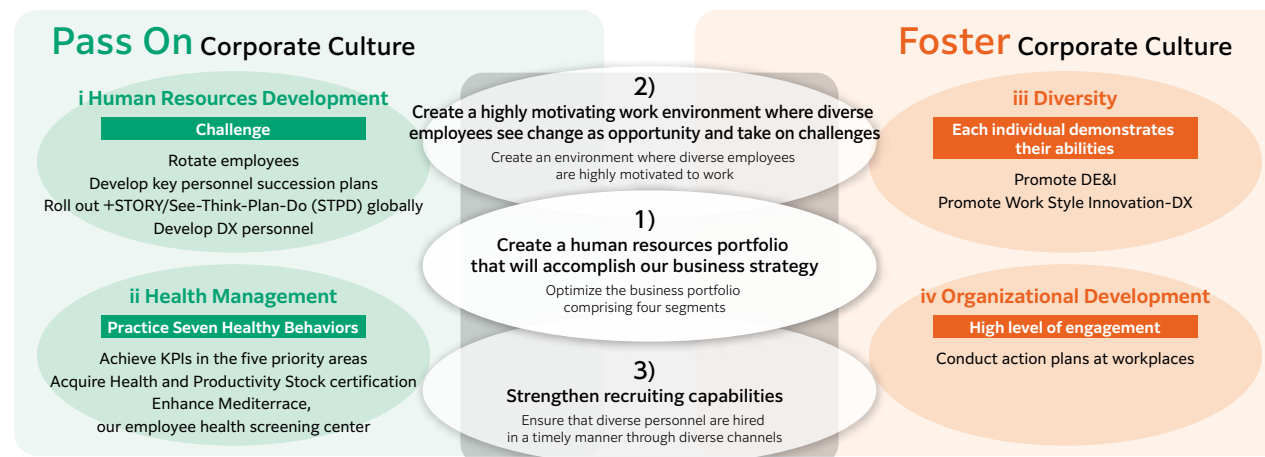 Pass On Corporate Culture
i Human Resources Development
Challenge
Rotate employees
Develop key personnel succession plans
Roll out +STORY/See-Think-Plan-Do (STPD) globally
Develop DX personnel
ii Health Management
Practice Seven Healthy Behaviors
Achieve KPIs in the five priority areas
Acquire Health and Productivity Stock certification
Enhance Mediterrace,
our employee health screening center
2)
Create a highly motivating work environment where diverse
employees see change as opportunity and take on challenges
Create an environment where diverse employees
are highly motivated to work
1)
Create a human resources portfolio
that will accomplish our business strategy
Optimize the business portfolio
comprising four segments
3)
Strengthen recruiting capabilities
Ensure that diverse personnel are hired
in a timely manner through diverse channels
Foster Corporate Culture
iii Diversity
Each individual demonstrates
their abilities
Promote DE&I
Promote Work Style Innovation-DX
iv Organizational Development
High level of engagement
Conduct action plans at workplaces